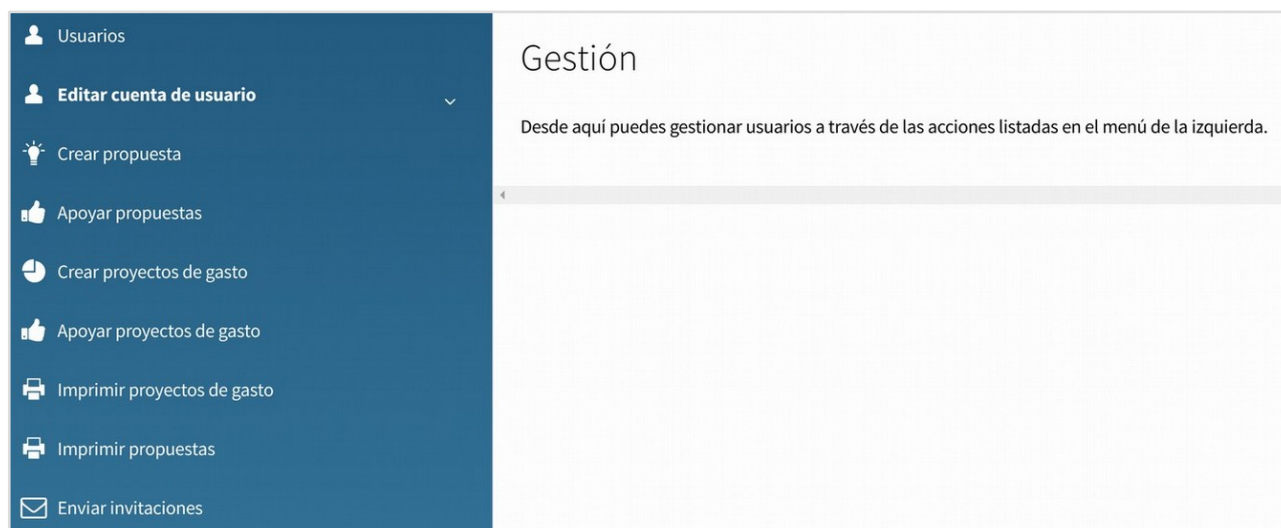 Usuarios
Editar cuenta de usuario
Crear propuesta
Apoyar propuestas
Crear proyectos de gasto
Apoyar proyectos de gasto
Imprimir proyectos de gasto
Imprimir propuestas
Enviar invitaciones
Gestión
Desde aquí puedes gestionar usuarios a través de las acciones listadas en el menú de la izquierda.